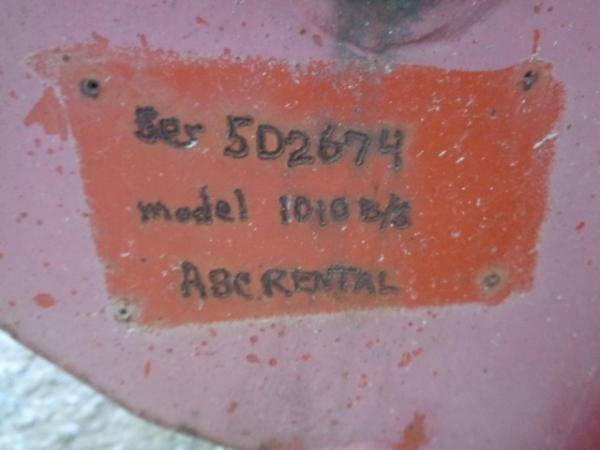 Ser 5D2674
model 1010 B/S
ABC RENTAL